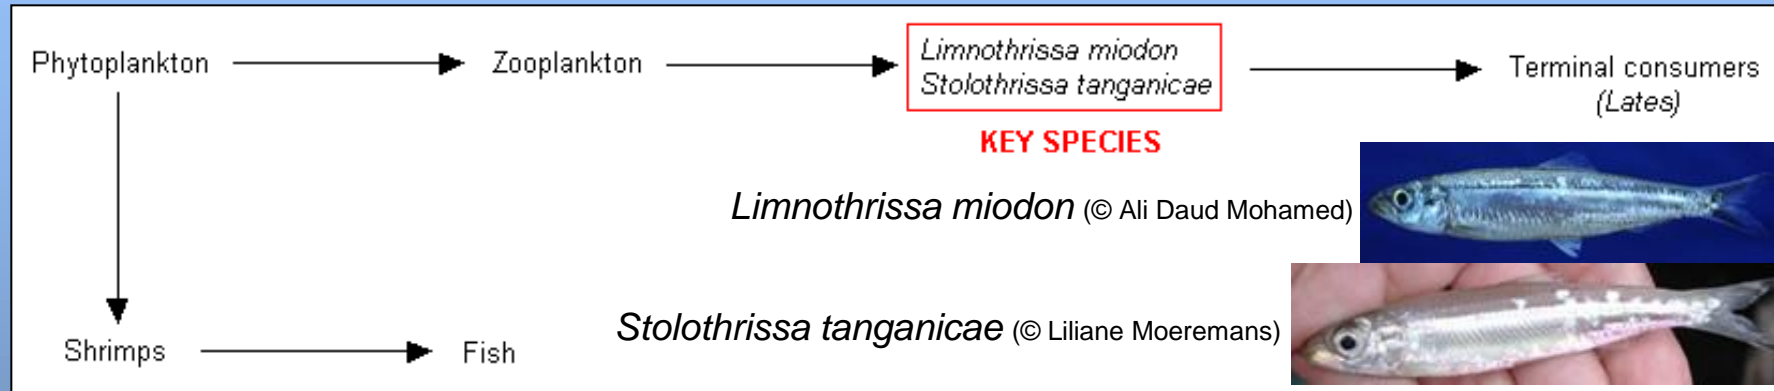 Phytoplankton
Zooplankton
Limnothrissa miodon
Stolothrissa tanganicae
Terminal consumers
(Lates)
KEY SPECIES
Limnothrissa miodon (© Ali Daud Mohamed)
Stolothrissa tanganicae (© Liliane Moeremans)
Shrimps
Fish